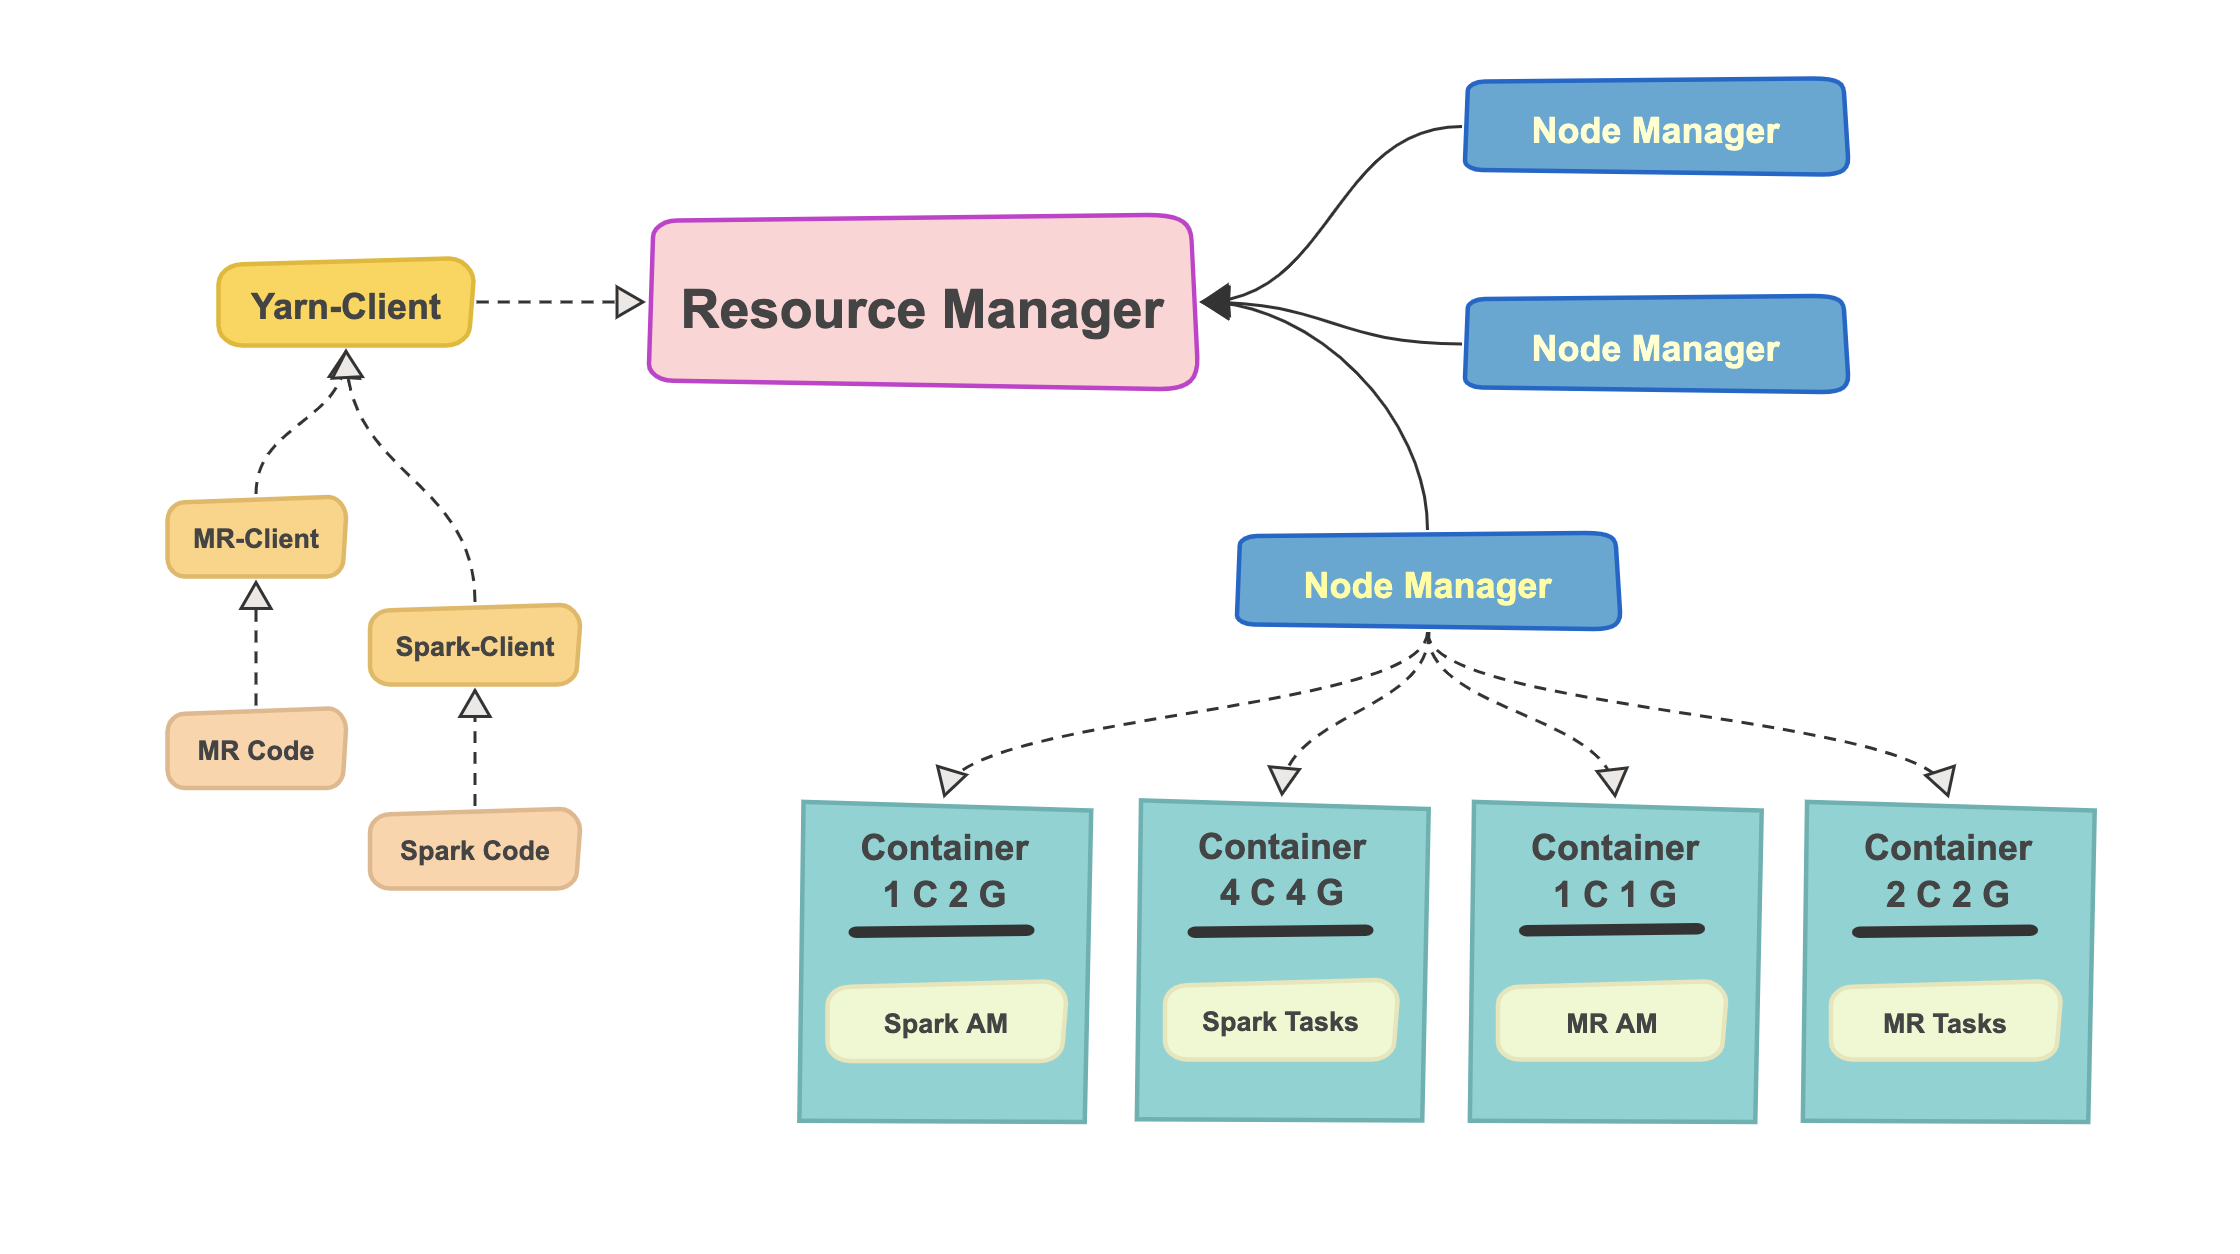 Node Manager
Yarn-Client
Resource Manager
Node Manager
MR-Client
Spark-Client
Node Manager
MR Code
Spark Code
Container
1 C 2 G
Spark AM
Container
4 C 4 G
Spark Tasks
Container
1 C 1 G
MR AM
Container
2 C 2 G
MR Tasks